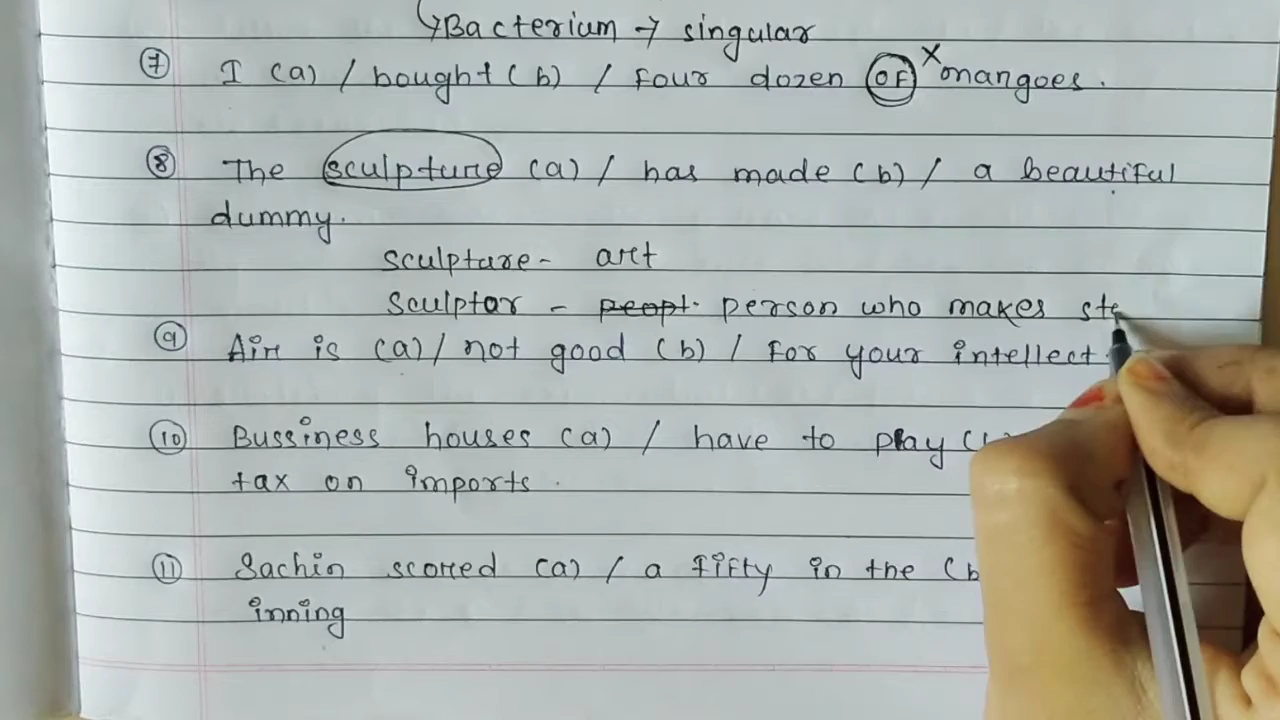 ↳Bacterium → singular
⑦ I (a) / bought (b) / four dozen of x mangoes.
⑧ The sculpture (a) / has made (b) / a beautiful
dummy.
sculpture - art
Sculptor - peopl. person who makes
⑨ Air is (a) / not good (b) / for your intellect
⑩ Bussiness houses (a) / have to play
tax on imports.
⑪ Sachin scored (a) / a fifty in the (b
inning